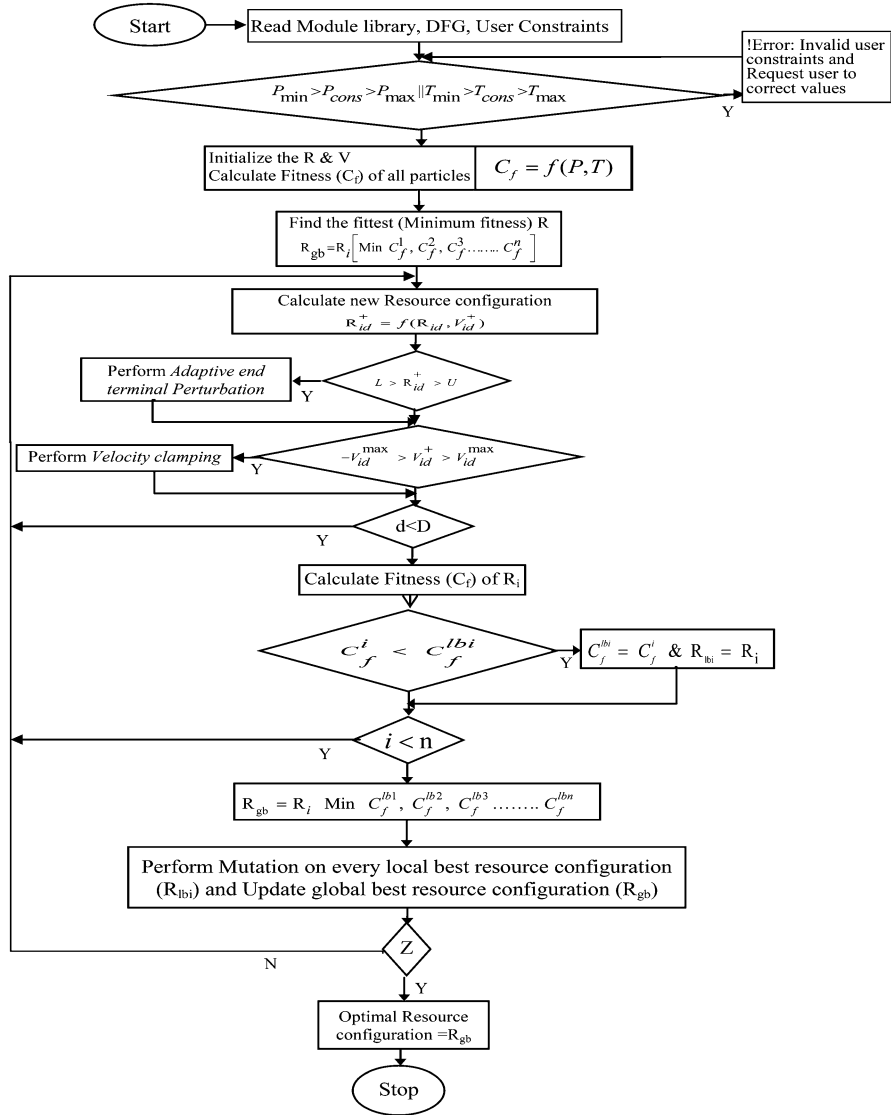 Start
Read Module library, DFG, User Constraints
!Error: Invalid user
constraints and
Request user to
correct values
P_min > P_cons > P_max || T_min > T_cons > T_max
Y
Initialize the R & V
Calculate Fitness (C_f) of all particles
C_f = f(P,T)
Find the fittest (Minimum fitness) R
R_gb = R_i [Min C_f^1, C_f^2, C_f^3........ C_f^n]
Calculate new Resource configuration
R_id^+ = f(R_id, V_id^+)
Perform Adaptive end
terminal Perturbation
Y
L > R_id^+ > U
Perform Velocity clamping
Y
-V_id^max > V_id^+ > V_id^max
d<D
Y
Calculate Fitness (C_f) of R_i
C_f^i < C_f^lbi
Y
C_f^lbi = C_f^i & R_lbi = R_i
i < n
Y
R_gb = R_i Min C_f^lb1, C_f^lb2, C_f^lb3........ C_f^lbn
Perform Mutation on every local best resource configuration
(R_lbi) and Update global best resource configuration (R_gb)
Z
N
Y
Optimal Resource
configuration =R_gb
Stop